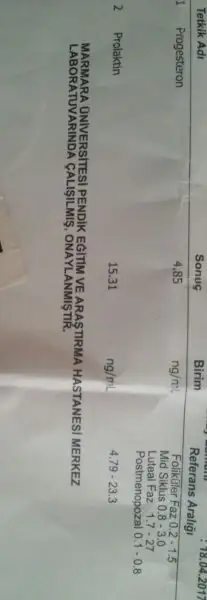 : 18.04.2017
Tetkik Adı Sonuç Birim Referans Aralığı
1 Progesteron 4,85 ng/mL Foliküler Faz 0.2 - 1.5
Mid Siklus 0.8 - 3.0
Luteal Faz 1.7 - 27
Postmenopozal 0.1 - 0.8
2 Prolaktin 15.31 ng/mL 4.79 - 23.3
MARMARA ÜNİVERSİTESİ PENDİK EĞİTİM VE ARAŞTIRMA HASTANESİ MERKEZ
LABORATUVARINDA ÇALIŞILMIŞ, ONAYLANMIŞTIR.